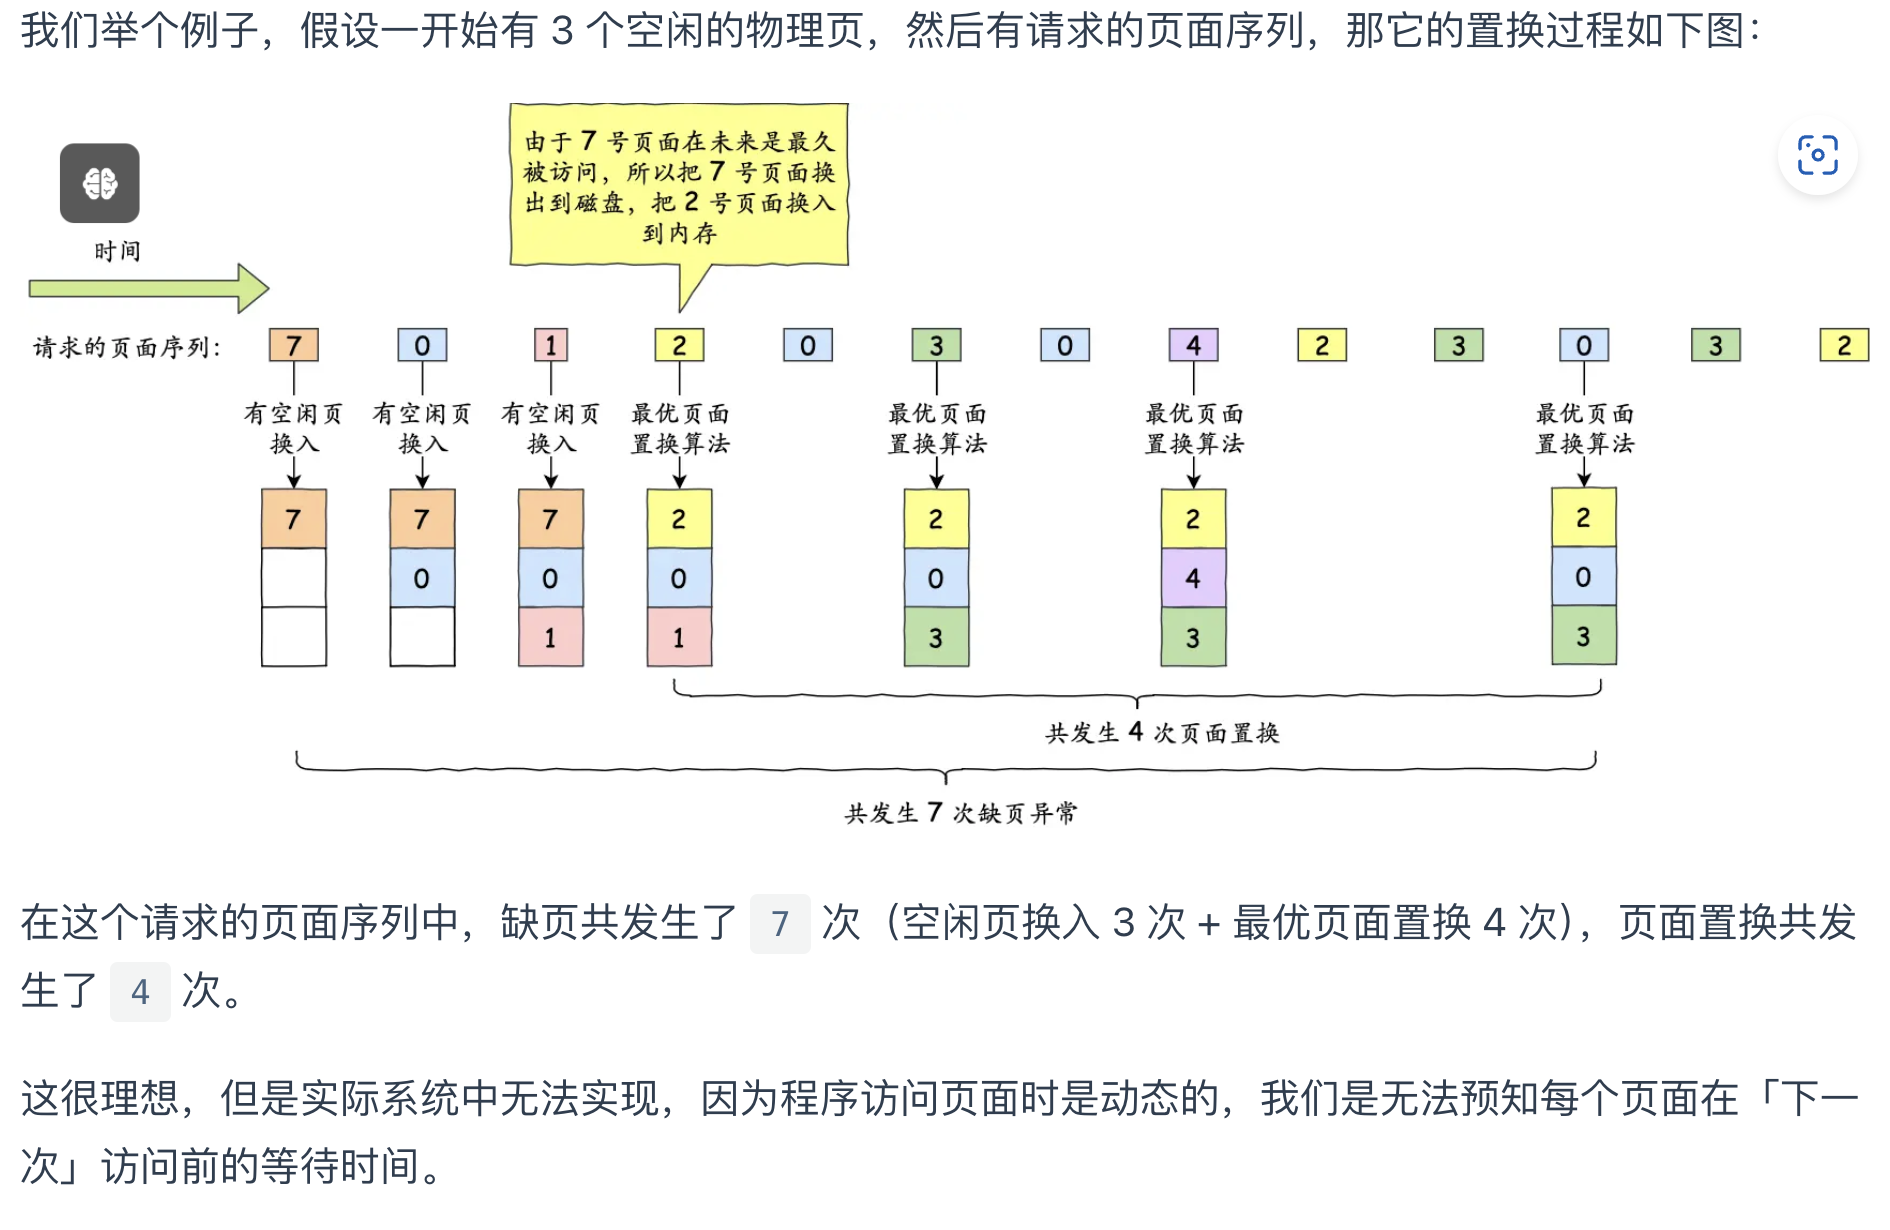 我们举个例子，假设一开始有 3 个空闲的物理页，然后有请求的页面序列，那它的置换过程如下图：
由于 7 号页面在未来是最久
被访问，所以把 7 号页面换
出到磁盘，把 2 号页面换入
到内存
时间
请求的页面序列： 7 0 1 2 0 3 0 4 2 3 0 3 2
有空闲页 有空闲页 有空闲页 最优页面 最优页面 最优页面 最优页面
换入 换入 换入 置换算法 置换算法 置换算法 置换算法
7 7 7 2 2 2 2
0 0 0 0 4 0
1 1 3 3 3
共发生 4 次页面置换
共发生 7 次缺页异常
在这个请求的页面序列中，缺页共发生了 7 次（空闲页换入 3 次 + 最优页面置换 4 次），页面置换共发
生了 4 次。
这很理想，但是实际系统中无法实现，因为程序访问页面时是动态的，我们是无法预知每个页面在「下一
次」访问前的等待时间。